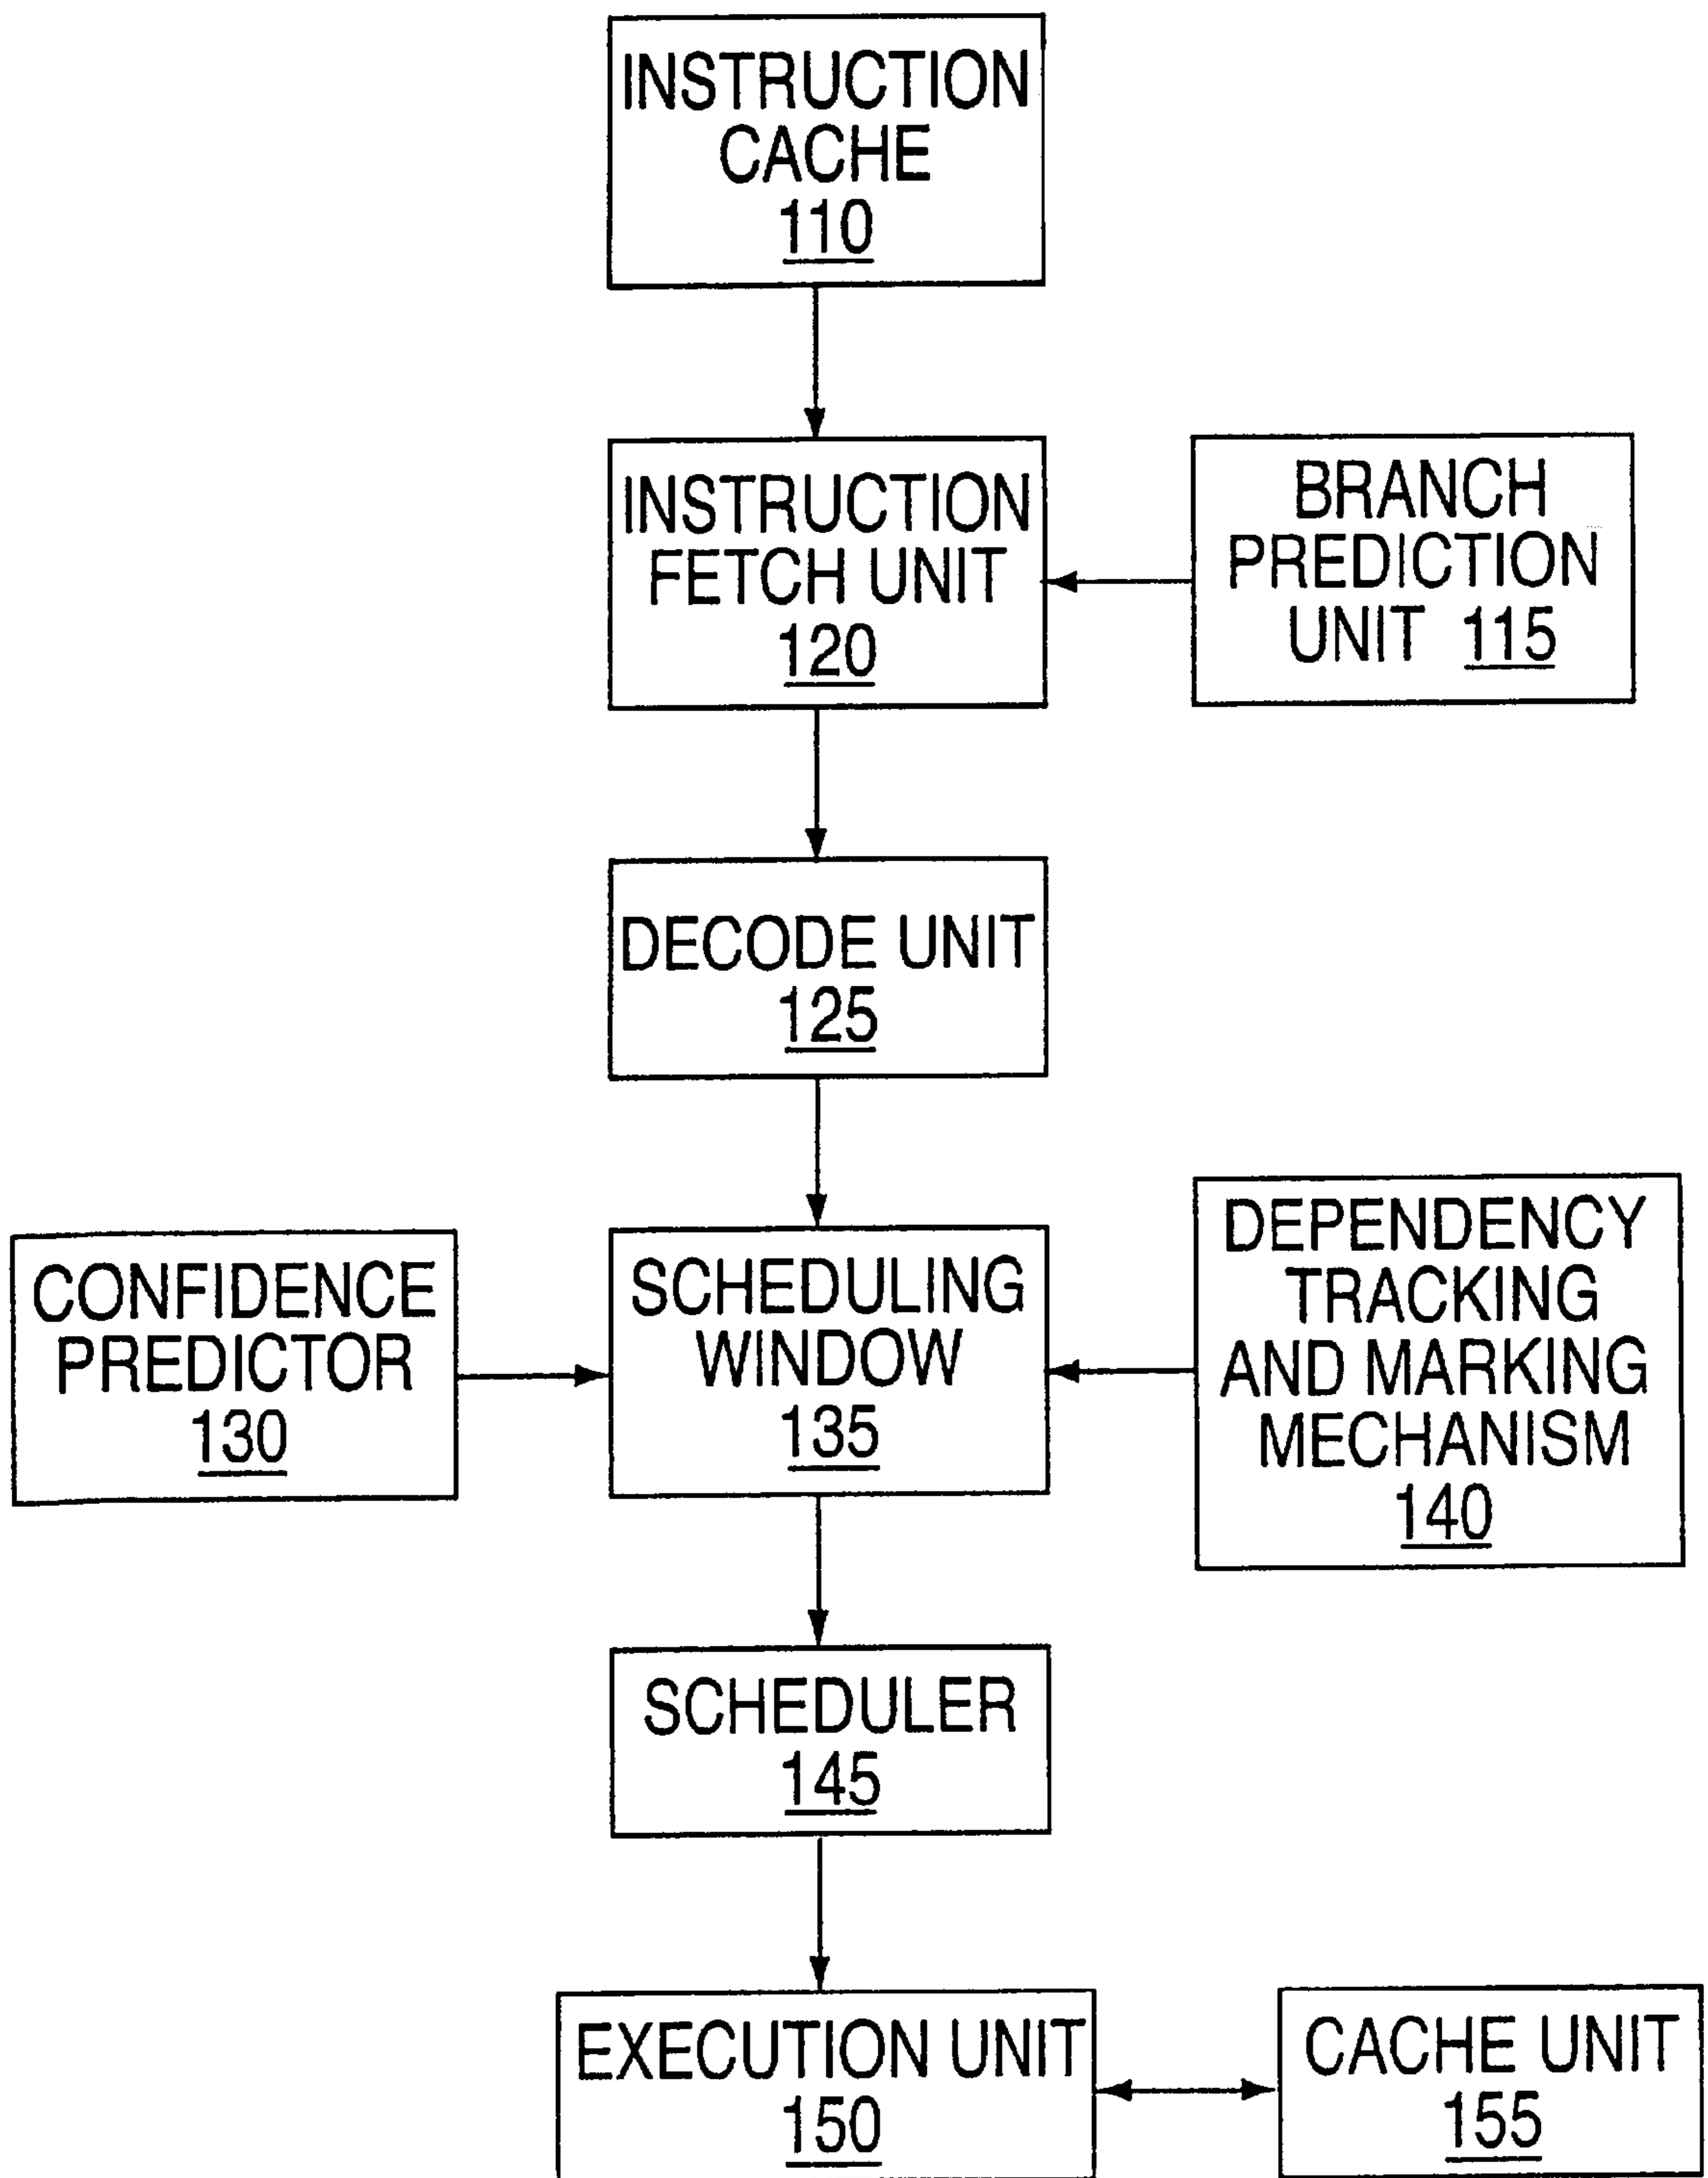 INSTRUCTION
CACHE
110
INSTRUCTION
FETCH UNIT
120
BRANCH
PREDICTION
UNIT 115
DECODE UNIT
125
CONFIDENCE
PREDICTOR
130
SCHEDULING
WINDOW
135
DEPENDENCY
TRACKING
AND MARKING
MECHANISM
140
SCHEDULER
145
EXECUTION UNIT
150
CACHE UNIT
155